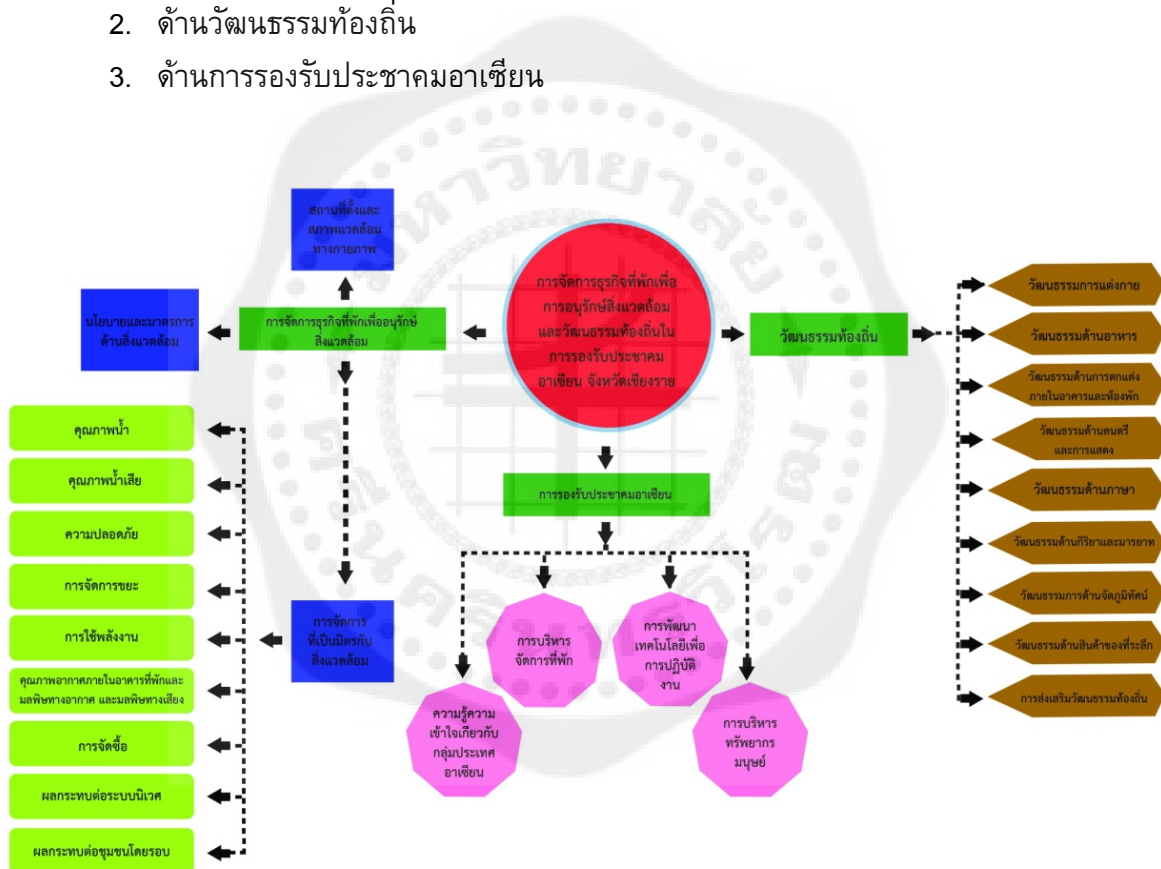 2. ด้านวัฒนธรรมท้องถิ่น
3. ด้านการรองรับประชาคมอาเซียน
มหาวิทยาลัย
ศรีนครินทรวิโรฒ
สถานที่ตั้งและ
สภาพแวดล้อม
ทางกายภาพ
นโยบายและมาตรการ
ด้านสิ่งแวดล้อม
การจัดการธุรกิจที่พักเพื่ออนุรักษ์
สิ่งแวดล้อม
การจัดการธุรกิจที่พักเพื่อ
การอนุรักษ์สิ่งแวดล้อม
และวัฒนธรรมท้องถิ่นใน
การรองรับประชาคม
อาเซียน จังหวัดเชียงราย
วัฒนธรรมท้องถิ่น
วัฒนธรรมการแต่งกาย
วัฒนธรรมด้านอาหาร
วัฒนธรรมด้านการตกแต่ง
ภายในอาคารและห้องพัก
วัฒนธรรมด้านดนตรี
และการแสดง
วัฒนธรรมด้านภาษา
วัฒนธรรมด้านกิริยาและมารยาท
วัฒนธรรมการด้านจัดภูมิทัศน์
วัฒนธรรมด้านสินค้าของที่ระลึก
การส่งเสริมวัฒนธรรมท้องถิ่น
คุณภาพน้ำ
คุณภาพน้ำเสีย
ความปลอดภัย
การจัดการขยะ
การใช้พลังงาน
คุณภาพอากาศภายในอาคารที่พักและ
มลพิษทางอากาศ และมลพิษทางเสียง
การจัดซื้อ
ผลกระทบต่อระบบนิเวศ
ผลกระทบต่อชุมชนโดยรอบ
การจัดการ
ที่เป็นมิตรกับ
สิ่งแวดล้อม
การรองรับประชาคมอาเซียน
ความรู้ความ
เข้าใจเกี่ยวกับ
กลุ่มประเทศ
อาเซียน
การบริหาร
จัดการที่พัก
การพัฒนา
เทคโนโลยีเพื่อ
การปฏิบัติ
งาน
การบริหาร
ทรัพยากร
มนุษย์